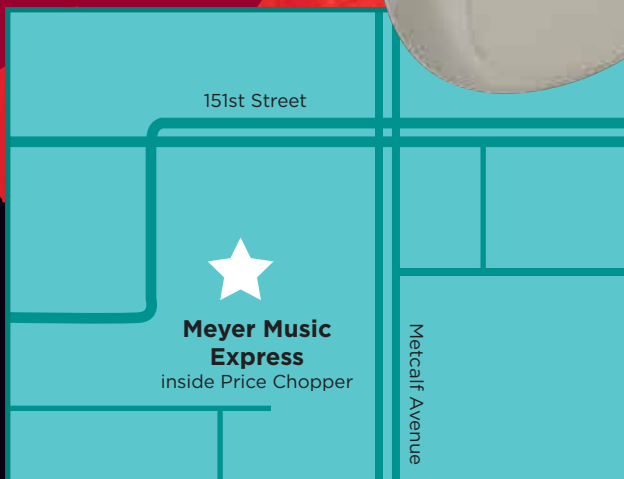 151st Street
Meyer Music
Express
inside Price Chopper
Metcalf Avenue